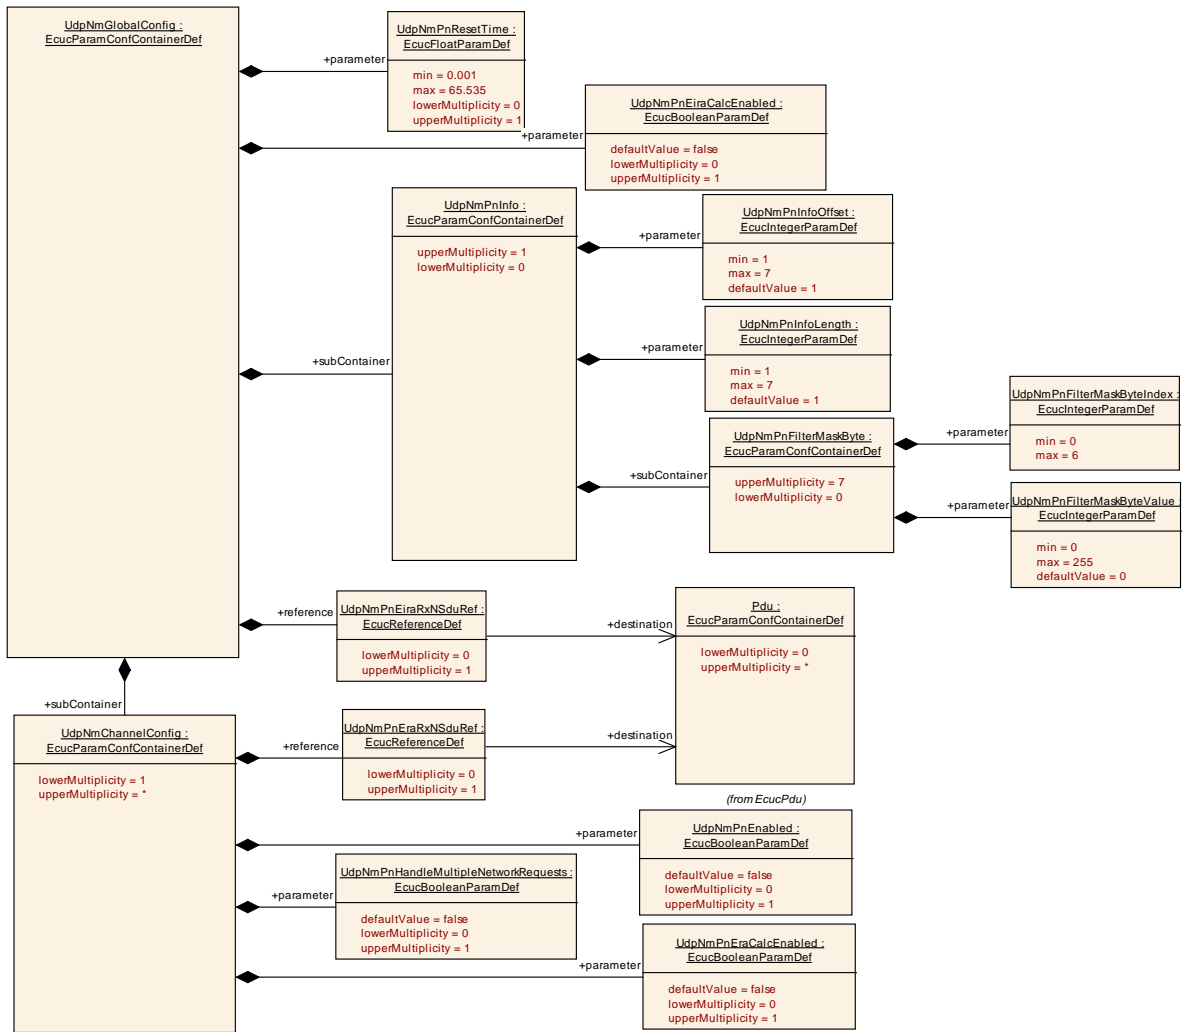 UdpNmGlobalConfig :
EcucParamConfContainerDef
UdpNmPnResetTime :
EcucFloatParamDef
+parameter
min = 0.001
max = 65.535
lowerMultiplicity = 0
upperMultiplicity = 1
UdpNmPnEiraCalcEnabled :
EcucBooleanParamDef
+parameter
defaultValue = false
lowerMultiplicity = 0
upperMultiplicity = 1
UdpNmPnInfo :
EcucParamConfContainerDef
upperMultiplicity = 1
lowerMultiplicity = 0
+subContainer
UdpNmPnInfoOffset :
EcucIntegerParamDef
+parameter
min = 1
max = 7
defaultValue = 1
UdpNmPnInfoLength :
EcucIntegerParamDef
+parameter
min = 1
max = 7
defaultValue = 1
UdpNmPnFilterMaskByte :
EcucParamConfContainerDef
+subContainer
upperMultiplicity = 7
lowerMultiplicity = 0
UdpNmPnFilterMaskByteIndex :
EcucIntegerParamDef
+parameter
min = 0
max = 6
UdpNmPnFilterMaskByteValue :
EcucIntegerParamDef
+parameter
min = 0
max = 255
defaultValue = 0
+reference
UdpNmPnEiraRxNSduRef :
EcucReferenceDef
lowerMultiplicity = 0
upperMultiplicity = 1
+destination
Pdu :
EcucParamConfContainerDef
lowerMultiplicity = 0
upperMultiplicity = *
+subContainer
UdpNmChannelConfig :
EcucParamConfContainerDef
lowerMultiplicity = 1
upperMultiplicity = *
+reference
UdpNmPnEraRxNSduRef :
EcucReferenceDef
lowerMultiplicity = 0
upperMultiplicity = 1
+destination
(from EcucPdu)
+parameter
UdpNmPnEnabled :
EcucBooleanParamDef
defaultValue = false
lowerMultiplicity = 0
upperMultiplicity = 1
+parameter
UdpNmPnHandleMultipleNetworkRequests :
EcucBooleanParamDef
defaultValue = false
lowerMultiplicity = 0
upperMultiplicity = 1
+parameter
UdpNmPnEraCalcEnabled :
EcucBooleanParamDef
defaultValue = false
lowerMultiplicity = 0
upperMultiplicity = 1